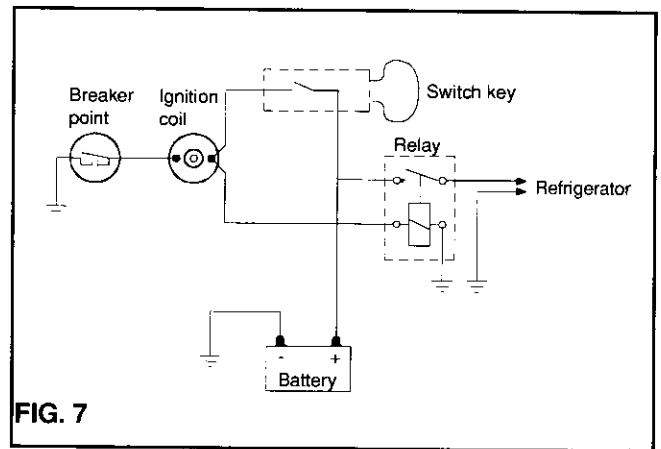 Breaker
point
Ignition
coil
Switch key
Relay
Refrigerator
- +
Battery
FIG. 7